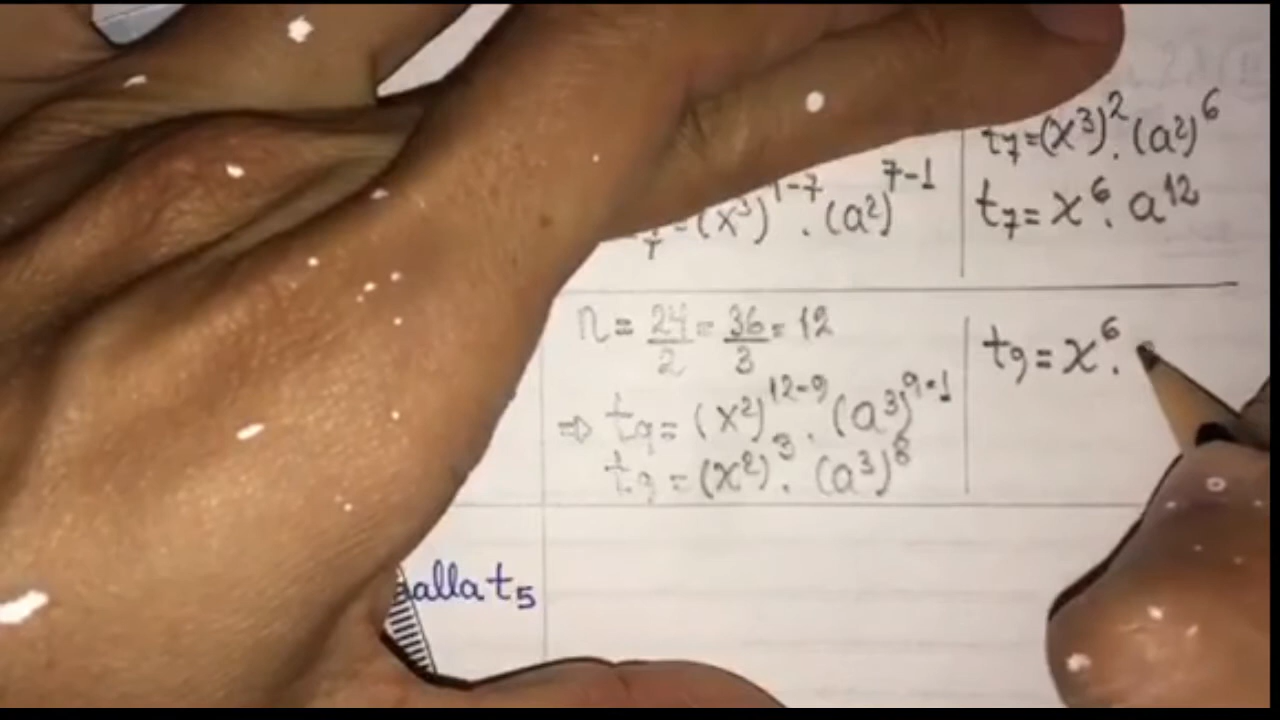 t₇=(x³)². (a²)⁶
(x³) ⁻⁷ . (a²)⁷⁻¹
t₇= x⁶. a¹²
n = 24/2 = 36/3 = 12
t₉ = x⁶.
⇒ t₉ = (x²)¹²⁻⁹ . (a³)⁹⁻¹
t₉ = (x²)³ . (a³)⁸
alla t₅